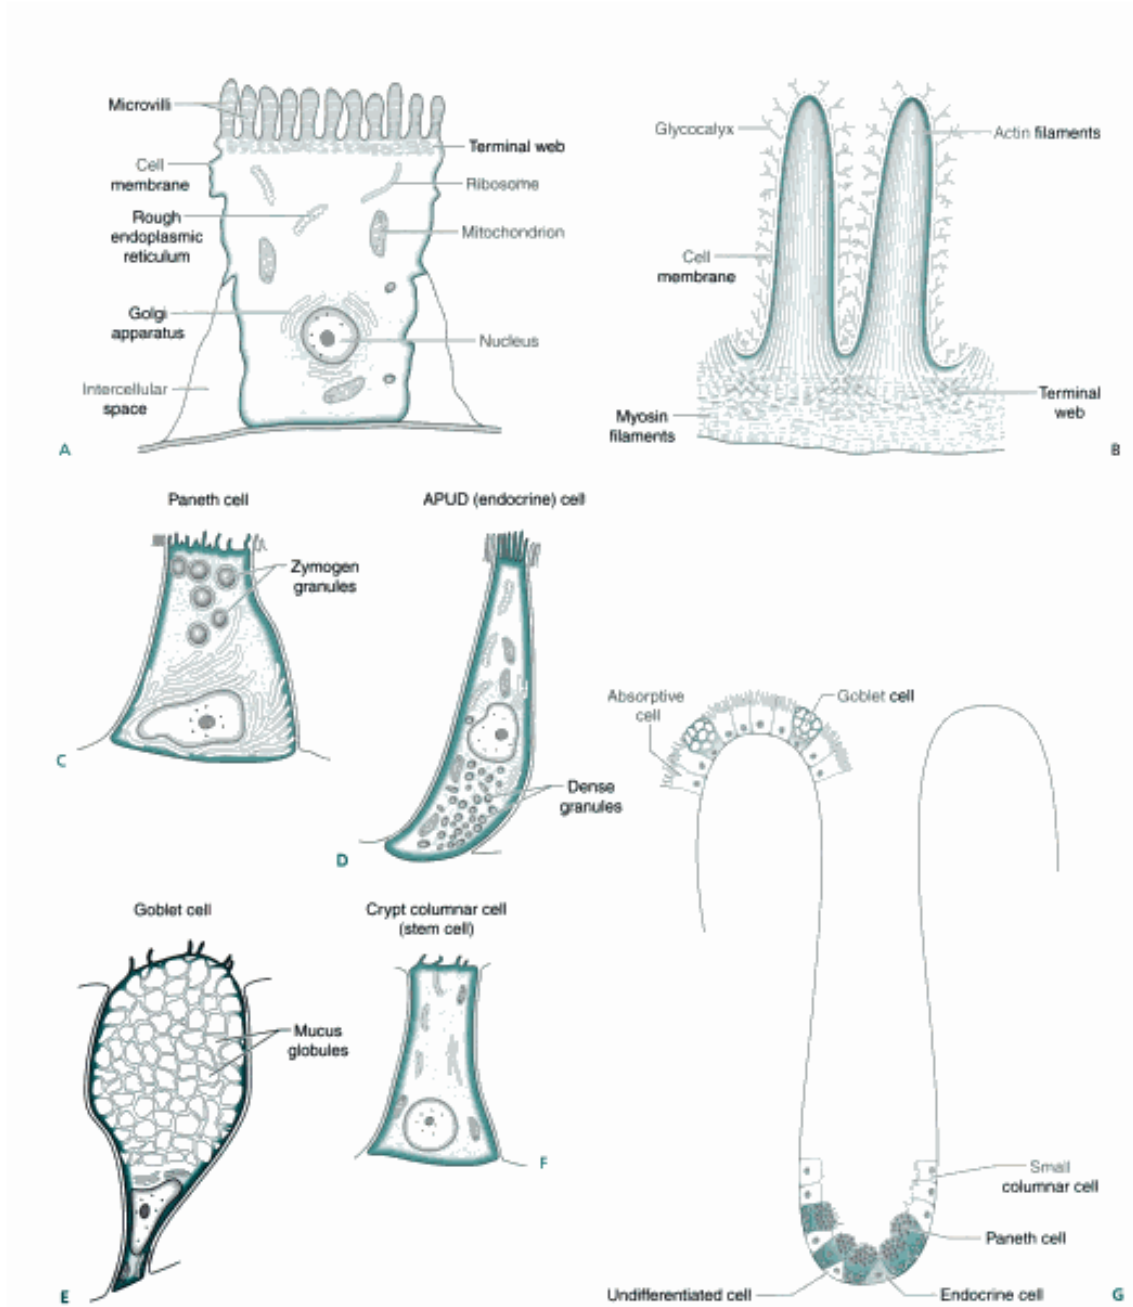 Microvilli
Terminal web
Cell
membrane
Ribosome
Rough
endoplasmic
reticulum
Mitochondrion
Golgi
apparatus
Nucleus
Intercellular
space
A
Glycocalyx
Actin filaments
Cell
membrane
Terminal
web
Myosin
filaments
B
Paneth cell
Zymogen
granules
C
APUD (endocrine) cell
Dense
granules
D
Goblet cell
Mucus
globules
E
Crypt columnar cell
(stem cell)
F
Absorptive
cell
Goblet cell
Small
columnar cell
Paneth cell
Undifferentiated cell
Endocrine cell
G